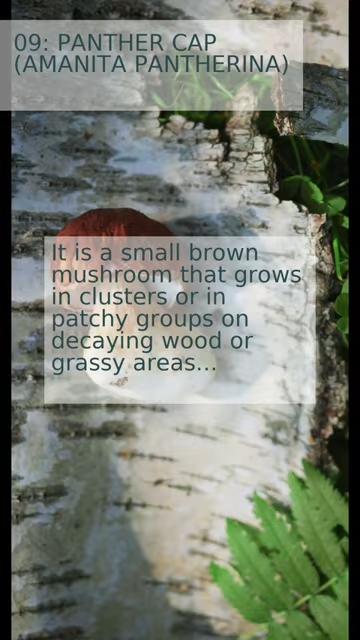 09: PANTHER CAP
(AMANITA PANTHERINA)
It is a small brown
mushroom that grows
in clusters or in
patchy groups on
decaying wood or
grassy areas...